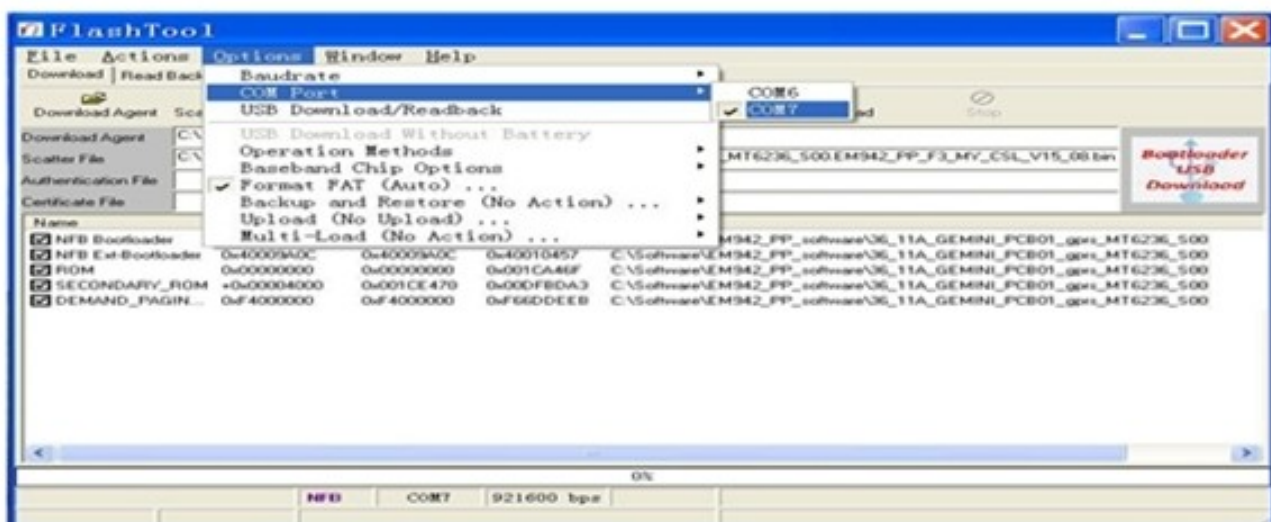 FlashTool
File Actions Options Window Help
Download Read Back
Baudrate
COM Port
COM6
COM7
USB Download/Readback
USB Download Without Battery
Operation Methods
Baseband Chip Options
Format FAT (Auto) ...
Backup and Restore (No Action) ...
Upload (No Upload) ...
Multi-Load (No Action) ...
Download Agent
Stop
Download Agent C:\
Scatter File C:\ _MT6236_S00.EM942_PP_F3_MY_CSL_V15_08.bin
Authentication File
Certificate File
Bootloader
USB
Download
Name
NFB Bootloader EM942_PP_software\36_11A_GEMINI_PCB01_gprs_MT6236_S00
NFB Ext-Bootloader 0x40009A0C 0x40009A0C 0x40010457 C:\Software\EM942_PP_software\36_11A_GEMINI_PCB01_gprs_MT6236_S00
ROM 0x00000000 0x00000000 0x001CA46F C:\Software\EM942_PP_software\36_11A_GEMINI_PCB01_gprs_MT6236_S00
SECONDARY_ROM +0x00004000 0x001CE470 0x00DFBDA3 C:\Software\EM942_PP_software\36_11A_GEMINI_PCB01_gprs_MT6236_S00
DEMAND_PAGIN... 0xF4000000 0xF4000000 0xF66DDEEB C:\Software\EM942_PP_software\36_11A_GEMINI_PCB01_gprs_MT6236_S00
0%
NFB COM7 921600 bps